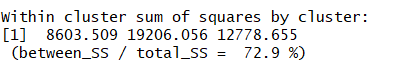 Within cluster sum of squares by cluster:
[1]  8603.509 19206.056 12778.655
 (between_SS / total_SS =  72.9 %)